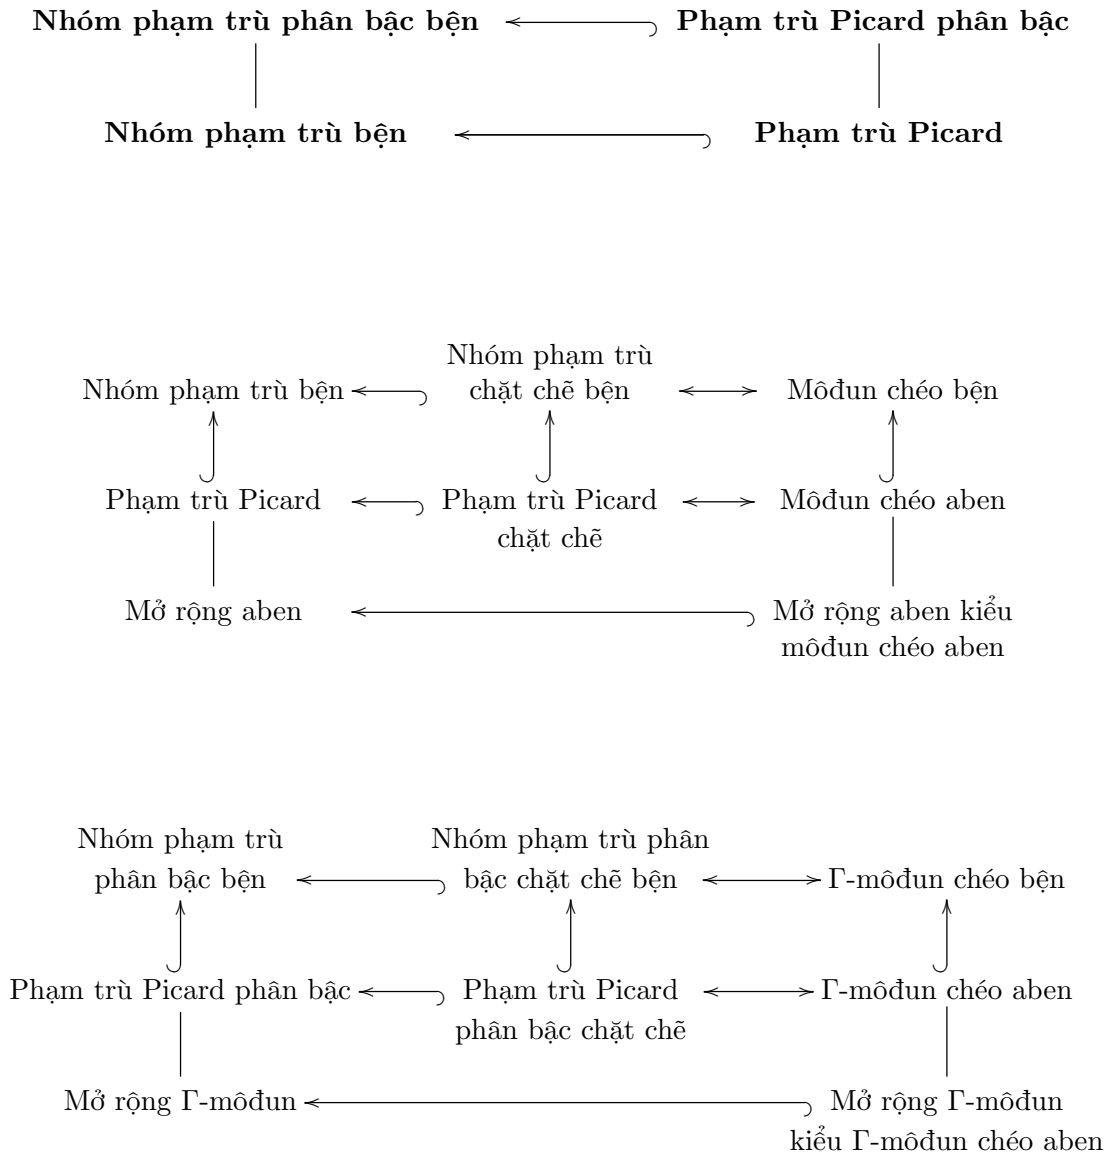 Nhóm phạm trù phân bậc bện Phạm trù Picard phân bậc
Nhóm phạm trù bện Phạm trù Picard
Nhóm phạm trù
Nhóm phạm trù bện chặt chẽ bện Môđun chéo bện
Phạm trù Picard Phạm trù Picard Môđun chéo aben
chặt chẽ
Mở rộng aben Mở rộng aben kiểu
môđun chéo aben
Nhóm phạm trù Nhóm phạm trù phân
phân bậc bện bậc chặt chẽ bện Γ-môđun chéo bện
Phạm trù Picard phân bậc Phạm trù Picard Γ-môđun chéo aben
phân bậc chặt chẽ
Mở rộng Γ-môđun Mở rộng Γ-môđun
kiểu Γ-môđun chéo aben